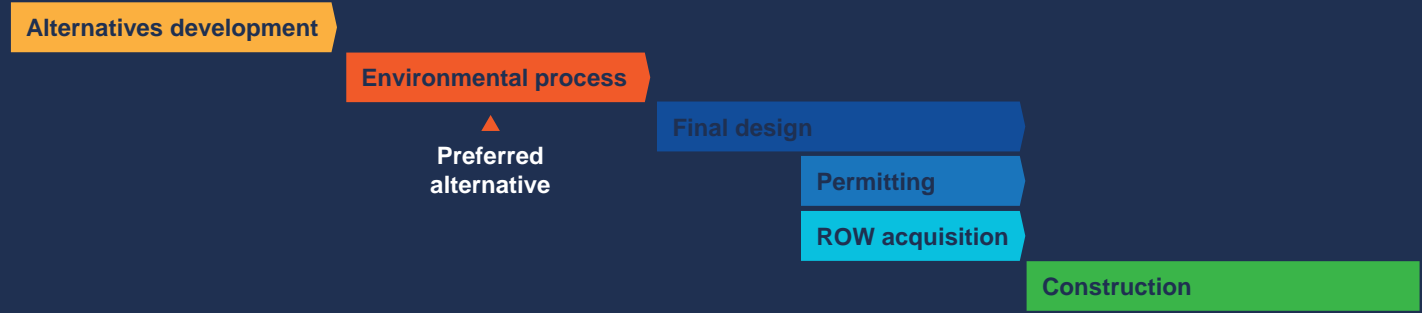 Alternatives development
Environmental process
Preferred
alternative
Final design
Permitting
ROW acquisition
Construction